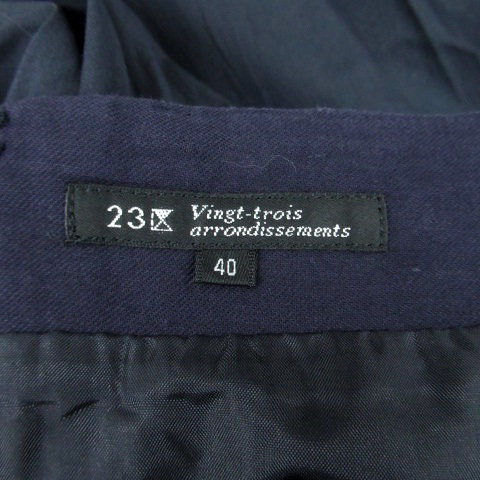 23区 Vingt-trois
arrondissements
40